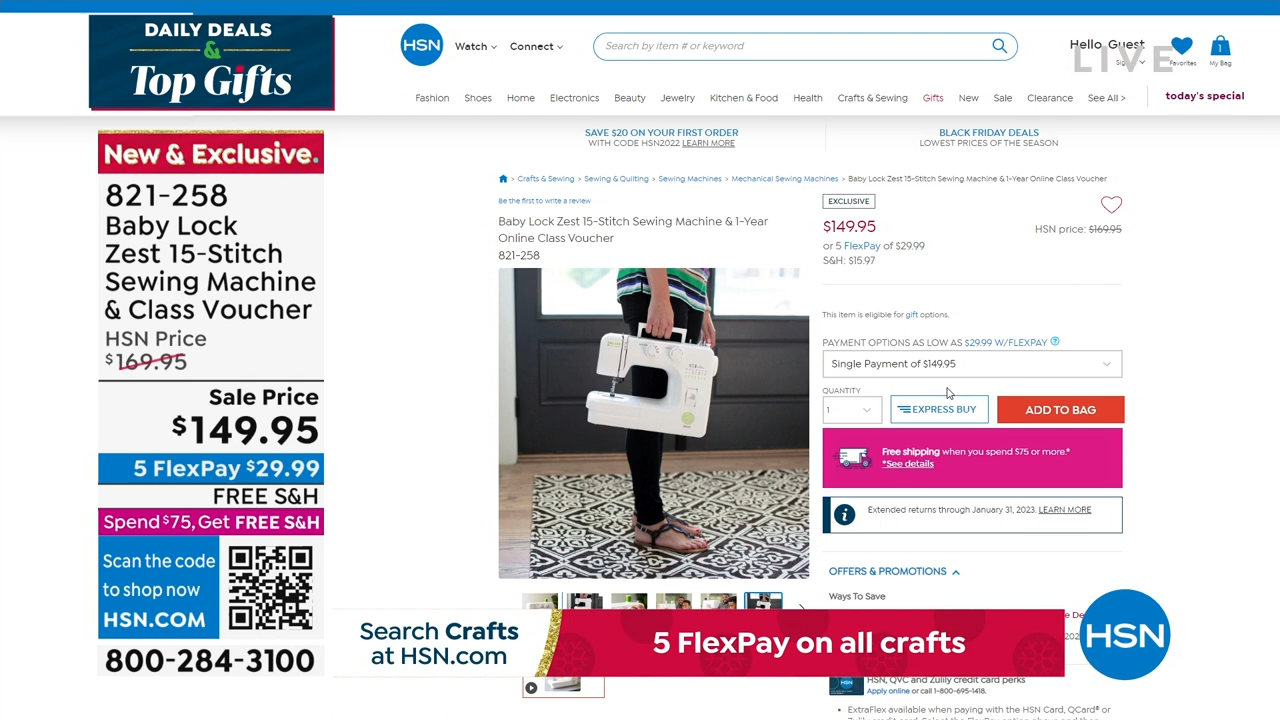 DAILY DEALS
&
Top Gifts
HSN
Watch
Connect
Search by item # or keyword
Hello, Guest
LIVE
Favorites
1
My Bag
Fashion Shoes Home Electronics Beauty Jewelry Kitchen & Food Health Crafts & Sewing Gifts New Sale Clearance See All >
today's special
New & Exclusive.
821-258
Baby Lock
Zest 15-Stitch
Sewing Machine
& Class Voucher
HSN Price
$169.95
Sale Price
$149.95
5 FlexPay $29.99
FREE S&H
Spend $75, Get FREE S&H
Scan the code
to shop now
HSN.COM
800-284-3100
SAVE $20 ON YOUR FIRST ORDER
WITH CODE HSN2022 LEARN MORE
BLACK FRIDAY DEALS
LOWEST PRICES OF THE SEASON
> Crafts & Sewing > Sewing & Quilting > Sewing Machines > Mechanical Sewing Machines > Baby Lock Zest 15-Stitch Sewing Machine & 1-Year Online Class Voucher
Be the first to write a review
Baby Lock Zest 15-Stitch Sewing Machine & 1-Year
Online Class Voucher
821-258
EXCLUSIVE
$149.95
HSN price: $169.95
or 5 FlexPay of $29.99
S&H: $15.97
This item is eligible for gift options.
PAYMENT OPTIONS AS LOW AS $29.99 W/FLEXPAY
Single Payment of $149.95
QUANTITY
1
EXPRESS BUY
ADD TO BAG
Free shipping when you spend $75 or more.*
*See details
Extended returns through January 31, 2023. LEARN MORE
OFFERS & PROMOTIONS
Ways To Save
Search Crafts
at HSN.com
5 FlexPay on all crafts
HSN
HSN, QVC and Zulily credit card perks
Apply online or call 1-800-695-1418.
• ExtraFlex available when paying with the HSN Card, QCard® or